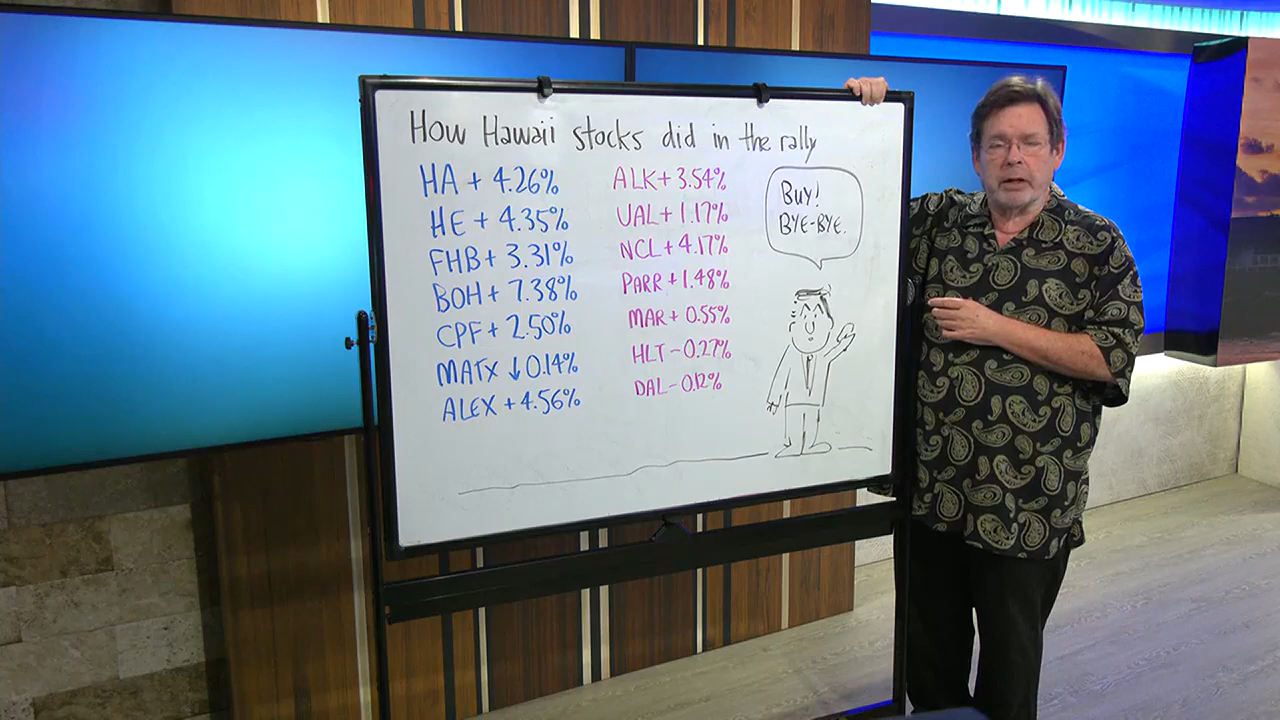 How Hawaii stocks did in the rally
HA + 4.26%
HE + 4.35%
FHB + 3.31%
BOH + 7.38%
CPF + 2.50%
MATX ↓ 0.14%
ALEX + 4.56%
ALK + 3.54%
UAL + 1.17%
NCL + 4.17%
PARR + 1.48%
MAR + 0.55%
HLT - 0.27%
DAL - 0.12%
Buy!
BYE-BYE.